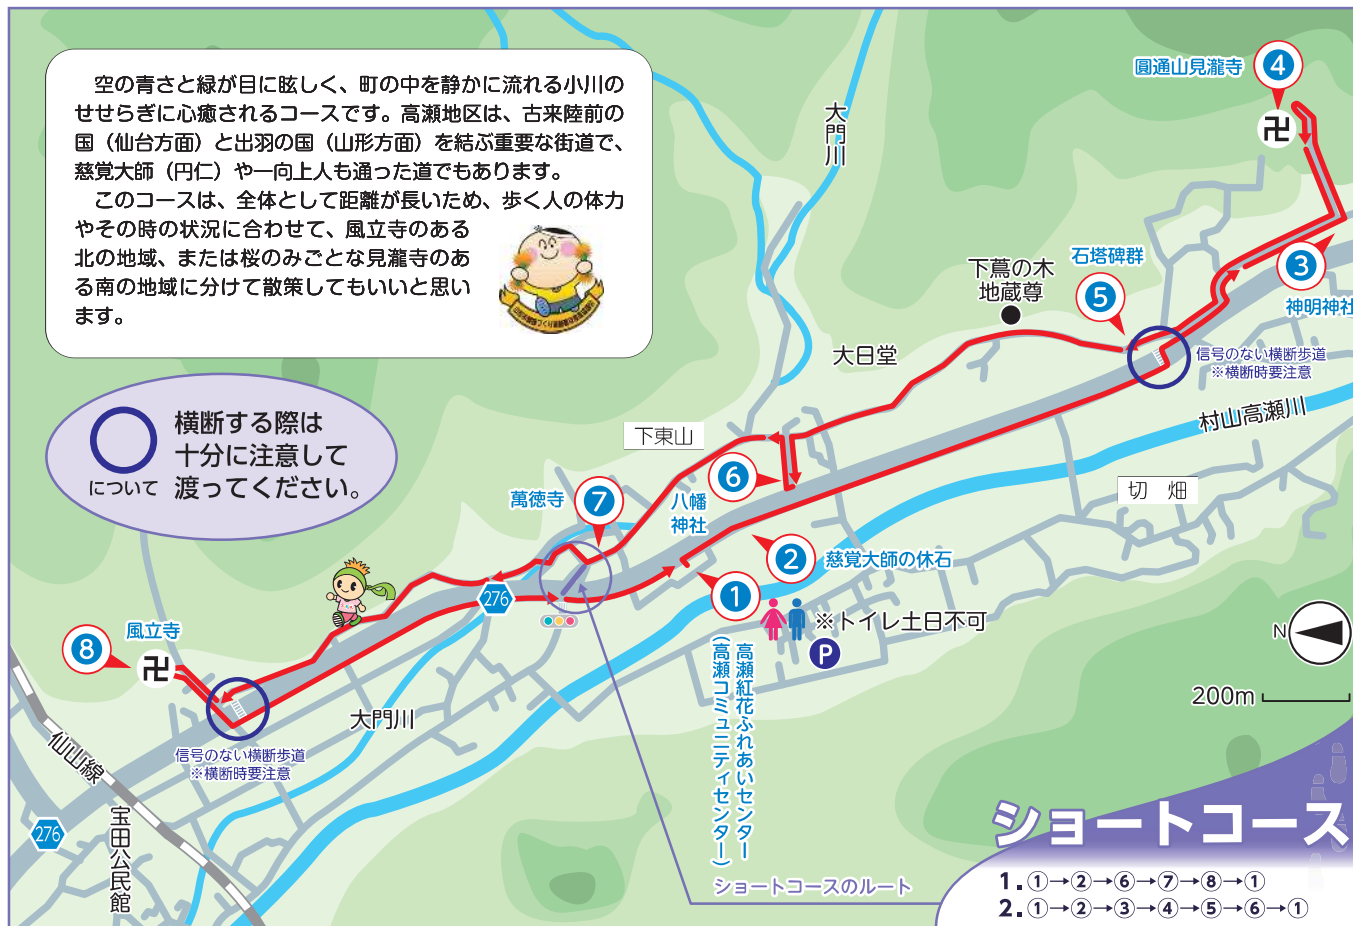 空の青さと緑が目に眩しく、町の中を静かに流れる小川の
せせらぎに心癒されるコースです。高瀬地区は、古来陸前の
国（仙台方面）と出羽の国（山形方面）を結ぶ重要な街道で、
慈覚大師（円仁）や一向上人も通った道でもあります。
このコースは、全体として距離が長いため、歩く人の体力
やその時の状況に合わせて、風立寺のある
北の地域、または桜のみごとな見瀧寺のあ
る南の地域に分けて散策してもいいと思い
ます。
横断する際は
十分に注意して
について
渡ってください。
圓通山見瀧寺
4
卍
大門川
3
神明神社
石塔碑群
5
下蔦の木
地蔵尊
大日堂
信号のない横断歩道
※横断時要注意
村山高瀬川
切畑
下東山
6
八幡
神社
萬徳寺
7
2
慈覚大師の休石
1
高瀬紅花ふれあいセンター
（高瀬コミュニティセンター）
※トイレ土日不可
P
276
N
200m
風立寺
8
卍
大門川
信号のない横断歩道
※横断時要注意
仙山線
276
宝田公民館
ショートコースのルート
ショートコース
1.①→②→⑥→⑦→⑧→①
2.①→②→③→④→⑤→⑥→①